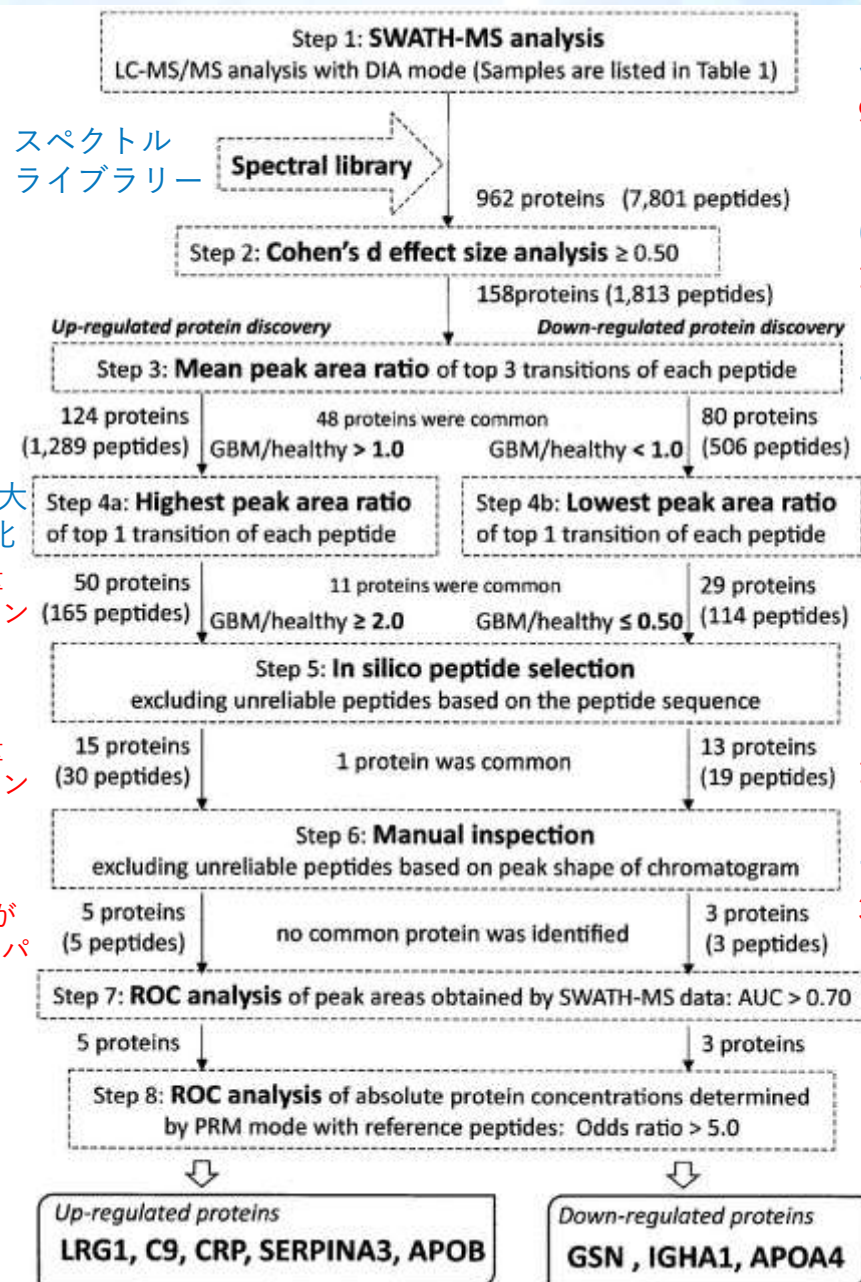 Step 1: SWATH-MS analysis
LC-MS/MS analysis with DIA mode (Samples are listed in Table 1)
スペクトル
ライブラリー
Spectral library
962 proteins (7,801 peptides)
Step 2: Cohen's d effect size analysis ≥ 0.50
158proteins (1,813 peptides)
Up-regulated protein discovery
Down-regulated protein discovery
Step 3: Mean peak area ratio of top 3 transitions of each peptide
124 proteins
(1,289 peptides)
48 proteins were common
GBM/healthy > 1.0
GBM/healthy < 1.0
80 proteins
(506 peptides)
大
Step 4a: Highest peak area ratio
of top 1 transition of each peptide
Step 4b: Lowest peak area ratio
of top 1 transition of each peptide
50 proteins
(165 peptides)
ン
11 proteins were common
GBM/healthy ≥ 2.0
GBM/healthy ≤ 0.50
29 proteins
(114 peptides)
Step 5: In silico peptide selection
excluding unreliable peptides based on the peptide sequence
15 proteins
(30 peptides)
ン
1 protein was common
13 proteins
(19 peptides)
Step 6: Manual inspection
excluding unreliable peptides based on peak shape of chromatogram
が
パ
5 proteins
(5 peptides)
no common protein was identified
3 proteins
(3 peptides)
Step 7: ROC analysis of peak areas obtained by SWATH-MS data: AUC > 0.70
5 proteins
3 proteins
Step 8: ROC analysis of absolute protein concentrations determined
by PRM mode with reference peptides: Odds ratio > 5.0
Up-regulated proteins
LRG1, C9, CRP, SERPINA3, APOB
Down-regulated proteins
GSN , IGHA1, APOA4